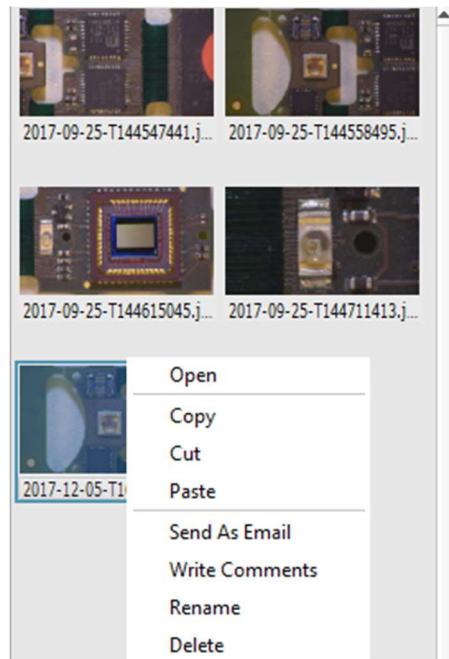 2017-09-25-T144547441.j...
2017-09-25-T144558495.j...
2017-09-25-T144615045.j...
2017-09-25-T144711413.j...
2017-12-05-T1
Open
Copy
Cut
Paste
Send As Email
Write Comments
Rename
Delete